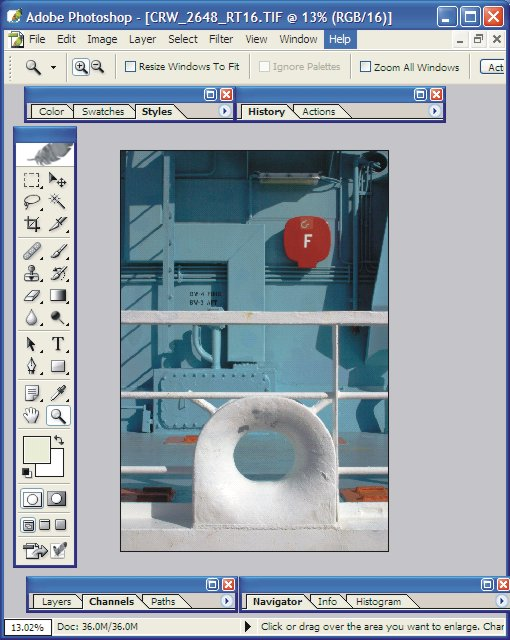 Adobe Photoshop - [CRW_2648_RT16.TIF @ 13% (RGB/16)]
File Edit Image Layer Select Filter View Window Help
Resize Windows To Fit Ignore Palettes Zoom All Windows Act
Color Swatches Styles
History Actions
F
T
Layers Channels Paths
Navigator Info Histogram
13.02% Doc: 36.0M/36.0M Click or drag over the area you want to enlarge. Char